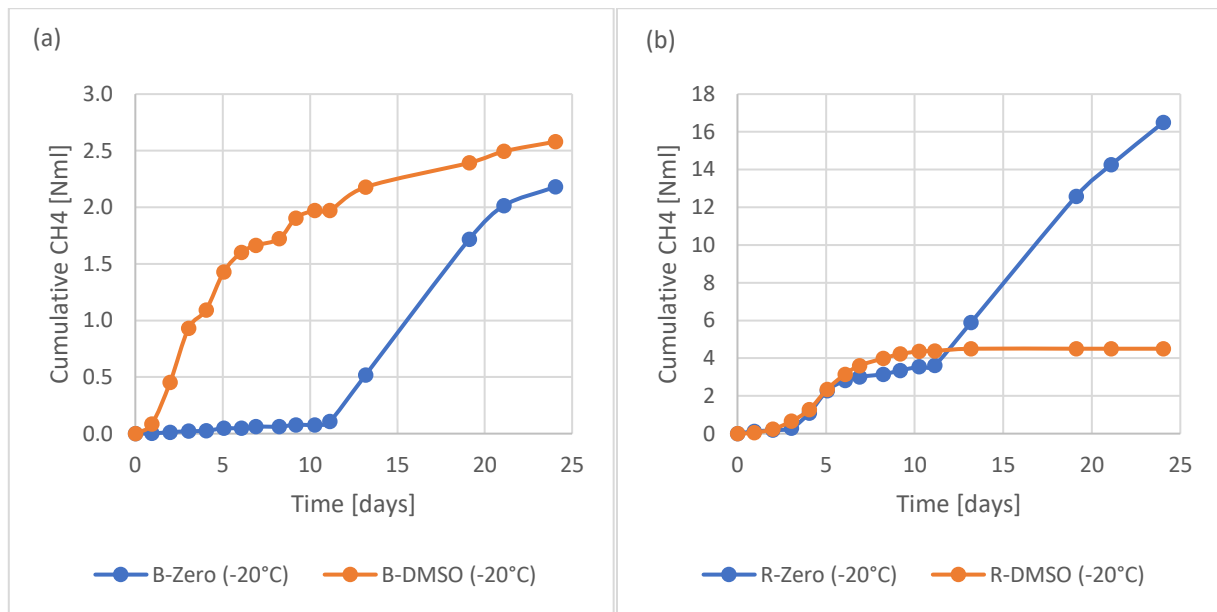 (a)
3.0
2.5
2.0
1.5
1.0
0.5
0.0
Cumulative CH4 [Nml]
0 5 10 15 20 25
Time [days]
B-Zero (-20°C) B-DMSO (-20°C)
(b)
18
16
14
12
10
8
6
4
2
0
Cumulative CH4 [Nml]
0 5 10 15 20 25
Time [days]
R-Zero (-20°C) R-DMSO (-20°C)